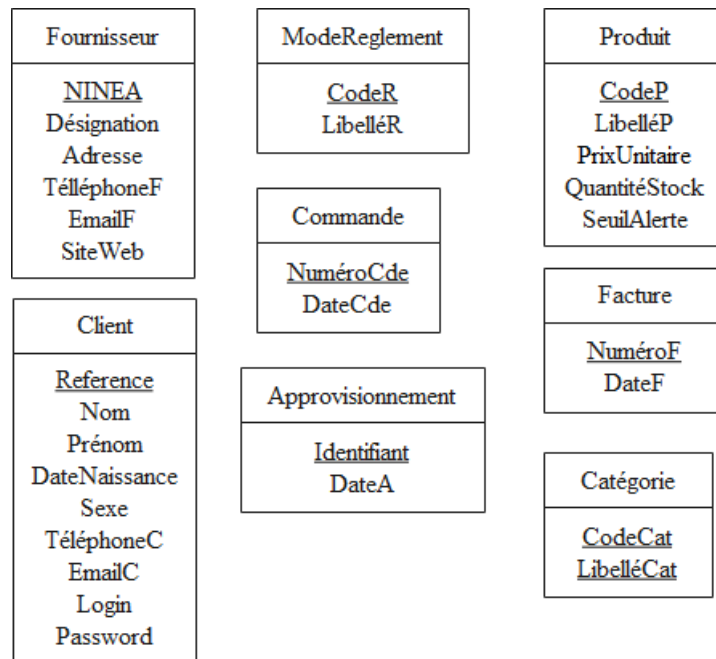 Fournisseur
NINEA
Désignation
Adresse
TélléphoneF
EmailF
SiteWeb
Client
Reference
Nom
Prénom
DateNaissance
Sexe
TéléphoneC
EmailC
Login
Password
ModeReglement
CodeR
LibelléR
Commande
NuméroCde
DateCde
Approvisionnement
Identifiant
DateA
Produit
CodeP
LibelléP
PrixUnitaire
QuantitéStock
SeuilAlerte
Facture
NuméroF
DateF
Catégorie
CodeCat
LibelléCat